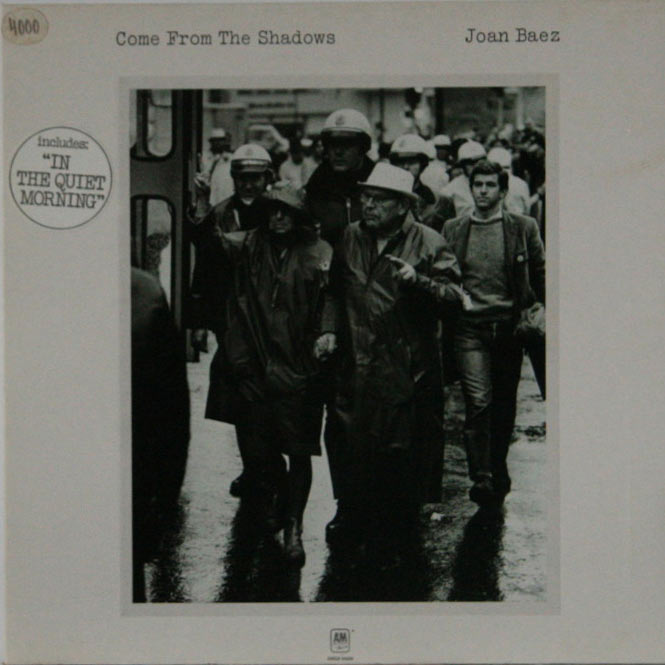 4000
Come From The Shadows
Joan Baez
includes:
"IN
THE QUIET
MORNING"
A&M